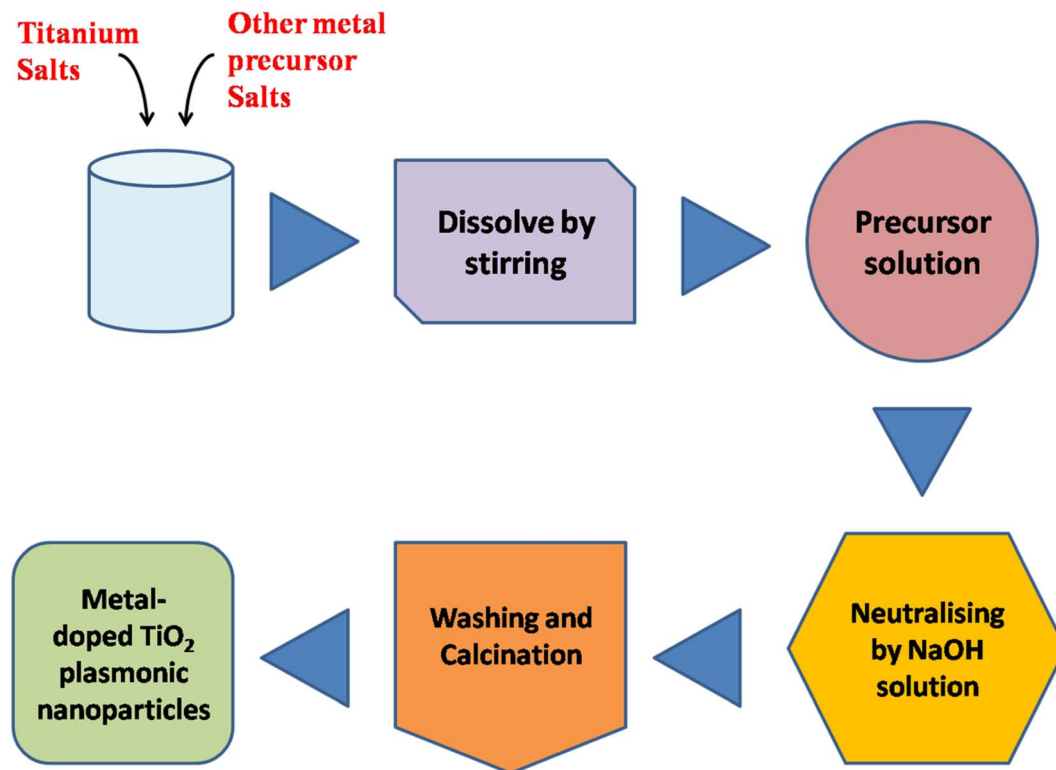 Titanium
Salts
Other metal
precursor
Salts
Dissolve by
stirring
Precursor
solution
Neutralising
by NaOH
solution
Washing and
Calcination
Metal-
doped TiO₂
plasmonic
nanoparticles